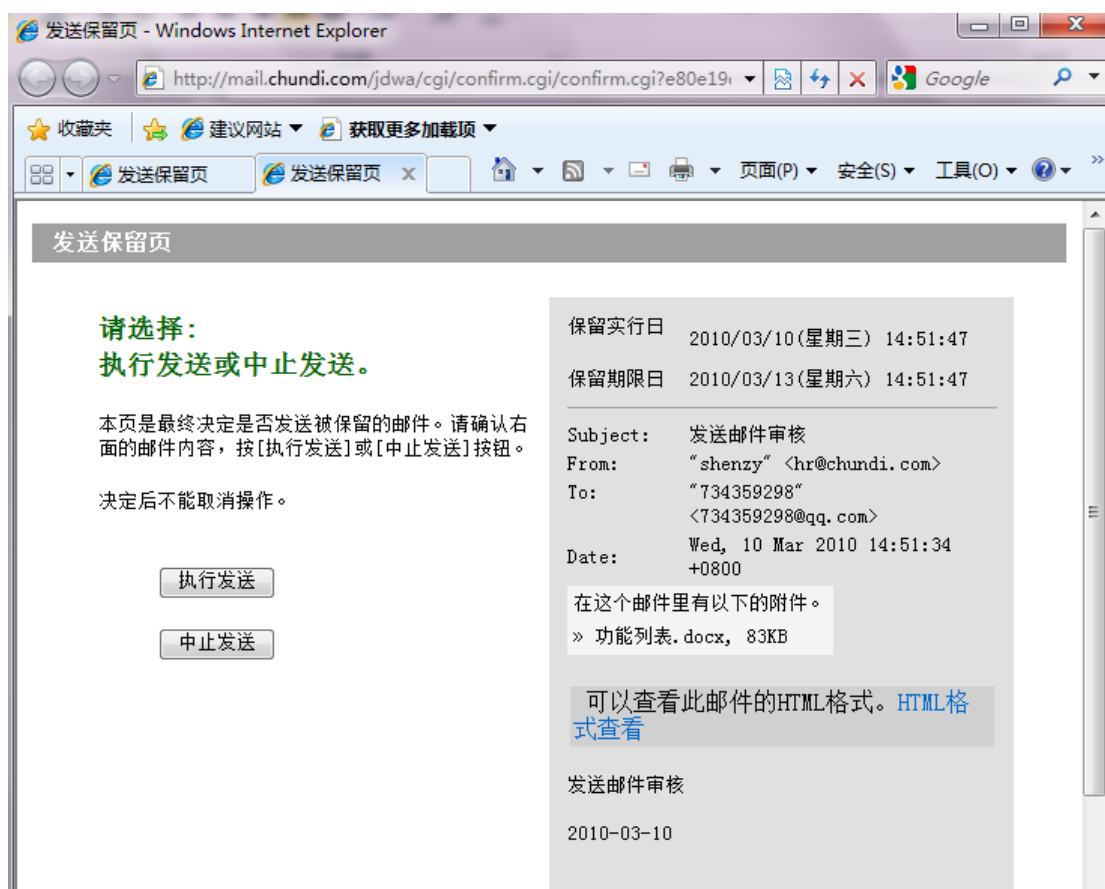 发送保留页 - Windows Internet Explorer
http://mail.chundi.com/jdwa/cgi/confirm.cgi/confirm.cgi?e80e19
Google
收藏夹
建议网站
获取更多加载项
发送保留页
发送保留页 x
页面(P)
安全(S)
工具(O)
»
发送保留页
请选择:
执行发送或中止发送。
本页是最终决定是否发送被保留的邮件。请确认右
面的邮件内容，按[执行发送]或[中止发送]按钮。
决定后不能取消操作。
执行发送
中止发送
保留实行日 2010/03/10(星期三) 14:51:47
保留期限日 2010/03/13(星期六) 14:51:47
Subject: 发送邮件审核
From: "shenzy" <hr@chundi.com>
To: "734359298"
<734359298@qq.com>
Date: Wed, 10 Mar 2010 14:51:34
+0800
在这个邮件里有以下的附件。
» 功能列表.docx, 83KB
可以查看此邮件的HTML格式。HTML格
式查看
发送邮件审核
2010-03-10